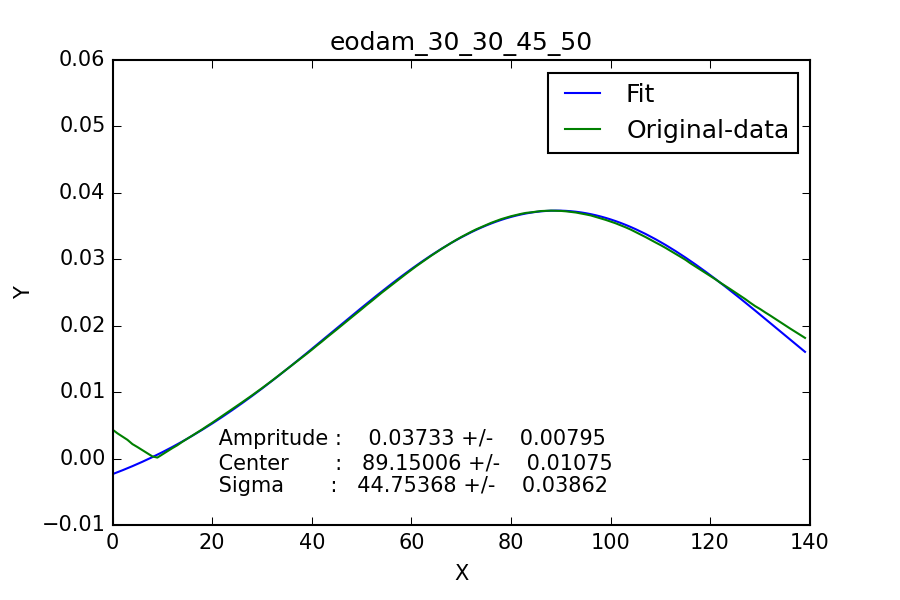 eodam_30_30_45_50
0.06
0.05
0.04
0.03
0.02
0.01
0.00
−0.01
Y
Fit
Original-data
Ampritude : 0.03733 +/- 0.00795
Center : 89.15006 +/- 0.01075
Sigma : 44.75368 +/- 0.03862
0 20 40 60 80 100 120 140
X